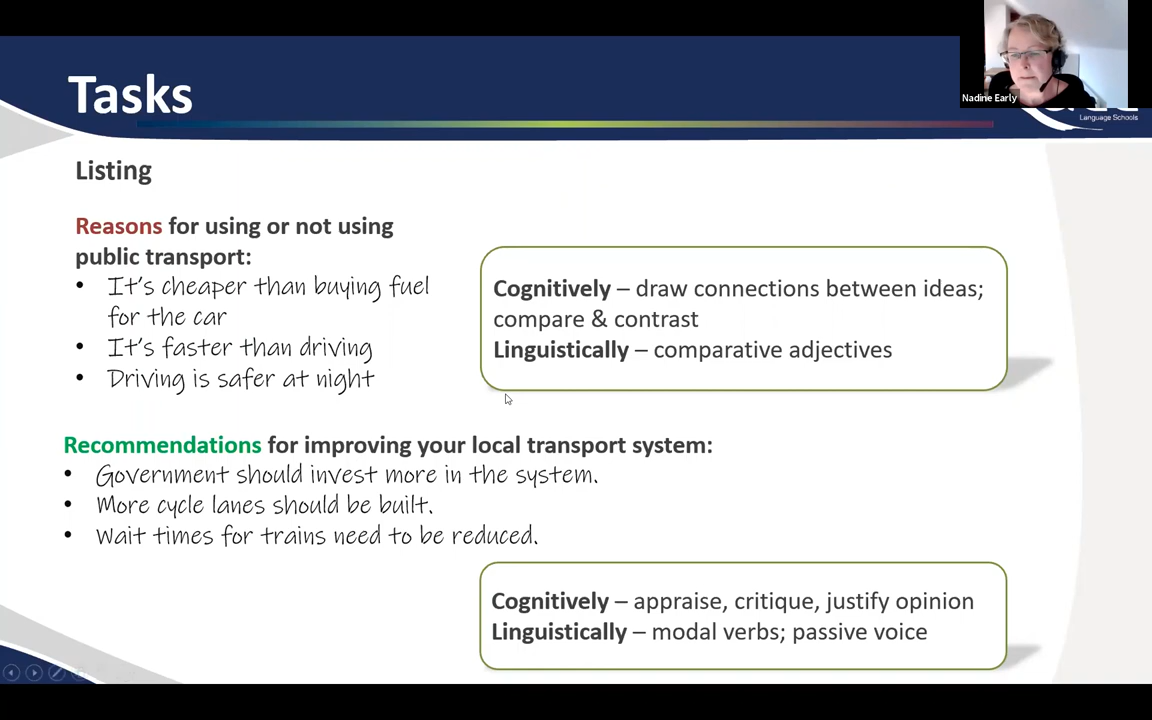 Tasks
Nadine Early
Language Schools
Listing
Reasons for using or not using
public transport:
• It's cheaper than buying fuel
for the car
• It's faster than driving
• Driving is safer at night
Cognitively – draw connections between ideas;
compare & contrast
Linguistically – comparative adjectives
Recommendations for improving your local transport system:
• Government should invest more in the system.
• More cycle lanes should be built.
• Wait times for trains need to be reduced.
Cognitively – appraise, critique, justify opinion
Linguistically – modal verbs; passive voice